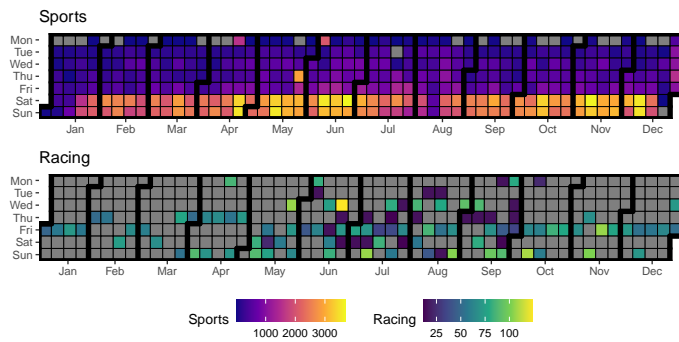 Sports
Mon
Tue
Wed
Thu
Fri
Sat
Sun
Jan Feb Mar Apr May Jun Jul Aug Sep Oct Nov Dec
Racing
Mon
Tue
Wed
Thu
Fri
Sat
Sun
Jan Feb Mar Apr May Jun Jul Aug Sep Oct Nov Dec
Sports Racing
1000 2000 3000 25 50 75 100